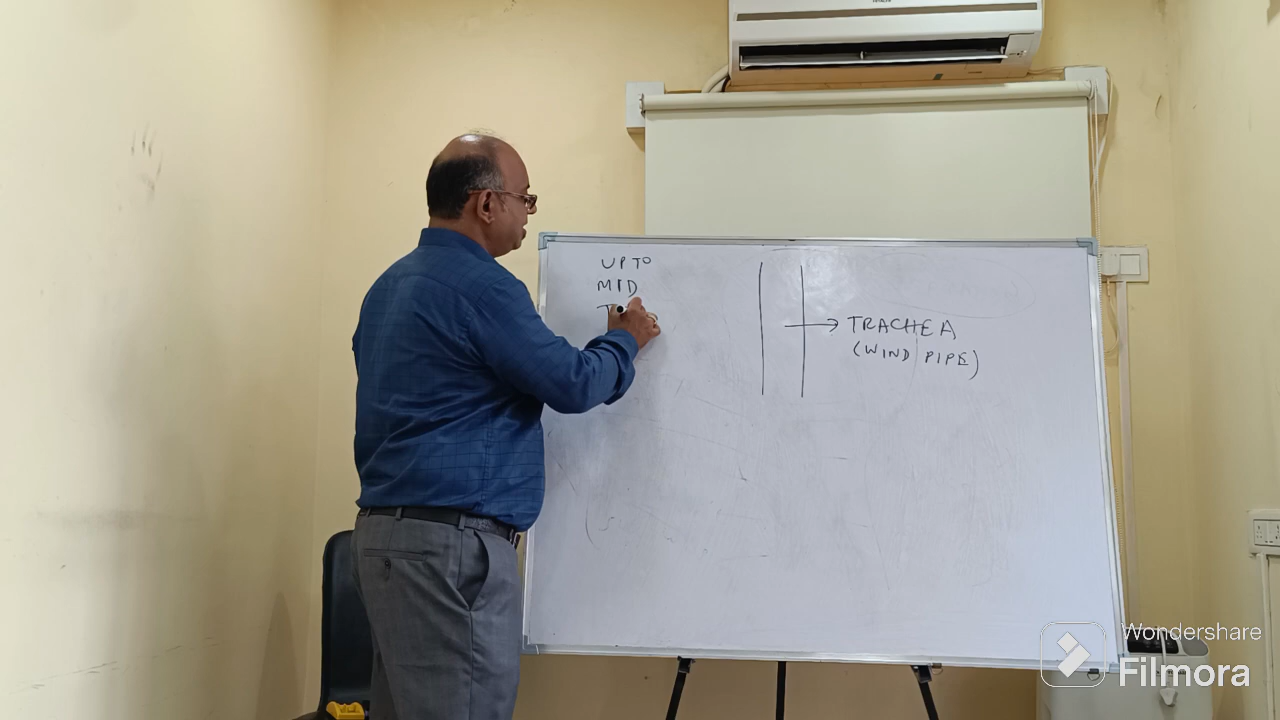 UPTO
MID
TRACHEA
(WIND PIPE)
Wondershare
Filmora